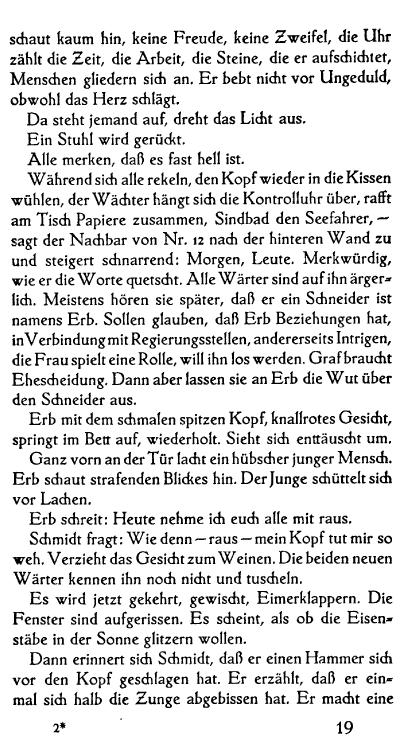 schaut kaum hin, keine Freude, keine Zweifel, die Uhr
zählt die Zeit, die Arbeit, die Steine, die er aufschichtet,
Menschen gliedern sich an. Er bebt nicht vor Ungeduld,
obwohl das Herz schlägt.
Da steht jemand auf, dreht das Licht aus.
Ein Stuhl wird gerückt.
Alle merken, daß es fast hell ist.
Während sich alle rekeln, den Kopf wieder in die Kissen
wühlen, der Wächter hängt sich die Kontrolluhr über, rafft
am Tisch Papiere zusammen, Sindbad den Seefahrer, —
sagt der Nachbar von Nr. 12 nach der hinteren Wand zu
und steigert schnarrend: Morgen, Leute. Merkwürdig,
wie er die Worte quetscht. Alle Wärter sind auf ihn ärger-
lich. Meistens hören sie später, daß er ein Schneider ist
namens Erb. Sollen glauben, daß Erb Beziehungen hat,
in Verbindung mit Regierungsstellen, andererseits Intrigen,
die Frau spielt eine Rolle, will ihn los werden. Graf braucht
Ehescheidung. Dann aber lassen sie an Erb die Wut über
den Schneider aus.
Erb mit dem schmalen spitzen Kopf, knallrotes Gesicht,
springt im Bett auf, wiederholt. Sieht sich enttäuscht um.
Ganz vorn an der Tür lacht ein hübscher junger Mensch.
Erb schaut strafenden Blickes hin. Der Junge schüttelt sich
vor Lachen.
Erb schreit: Heute nehme ich euch alle mit raus.
Schmidt fragt: Wie denn — raus — mein Kopf tut mir so
weh. Verzieht das Gesicht zum Weinen. Die beiden neuen
Wärter kennen ihn noch nicht und tuscheln.
Es wird jetzt gekehrt, gewischt, Eimerklappern. Die
Fenster sind aufgerissen. Es scheint, als ob die Eisen-
stäbe in der Sonne glitzern wollen.
Dann erinnert sich Schmidt, daß er einen Hammer sich
vor den Kopf geschlagen hat. Er erzählt, daß er ein-
mal sich halb die Zunge abgebissen hat. Er macht eine
2* 19